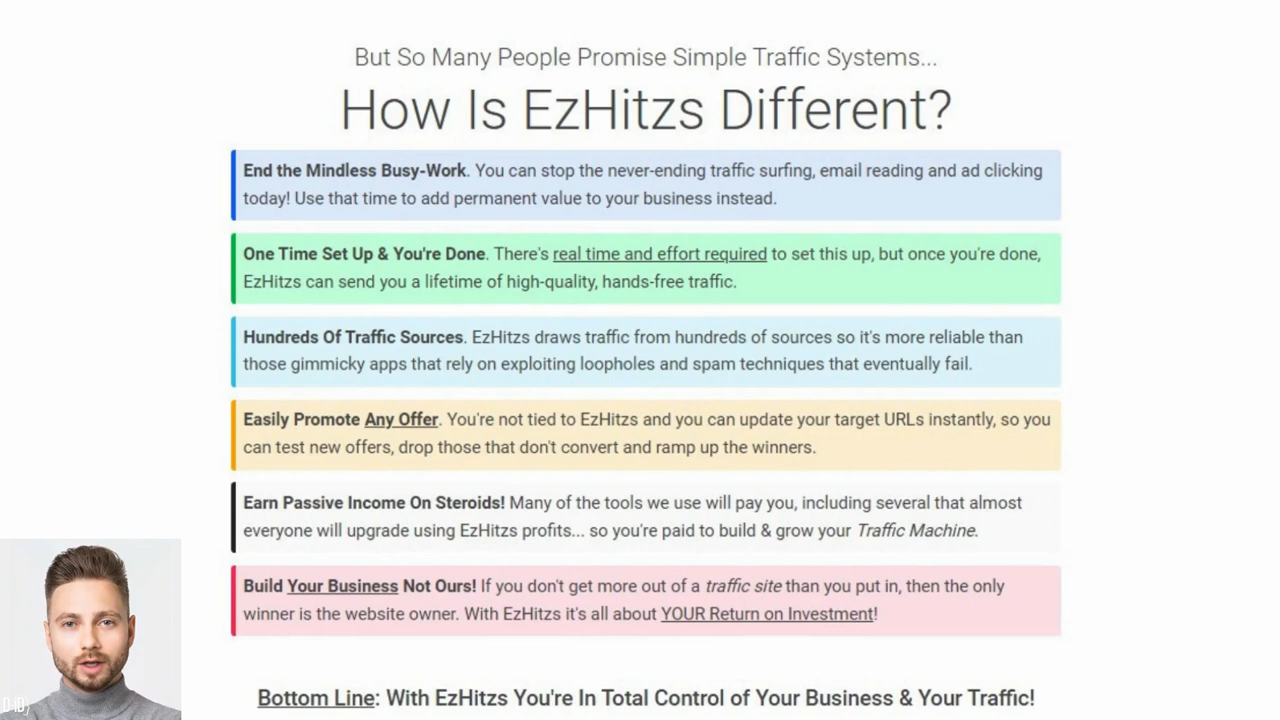 But So Many People Promise Simple Traffic Systems...
How Is EzHitzs Different?
End the Mindless Busy-Work. You can stop the never-ending traffic surfing, email reading and ad clicking
today! Use that time to add permanent value to your business instead.
One Time Set Up & You're Done. There's real time and effort required to set this up, but once you're done,
EzHitzs can send you a lifetime of high-quality, hands-free traffic.
Hundreds Of Traffic Sources. EzHitzs draws traffic from hundreds of sources so it's more reliable than
those gimmicky apps that rely on exploiting loopholes and spam techniques that eventually fail.
Easily Promote Any Offer. You're not tied to EzHitzs and you can update your target URLs instantly, so you
can test new offers, drop those that don't convert and ramp up the winners.
Earn Passive Income On Steroids! Many of the tools we use will pay you, including several that almost
everyone will upgrade using EzHitzs profits... so you're paid to build & grow your Traffic Machine.
Build Your Business Not Ours! If you don't get more out of a traffic site than you put in, then the only
winner is the website owner. With EzHitzs it's all about YOUR Return on Investment!
Bottom Line: With EzHitzs You're In Total Control of Your Business & Your Traffic!